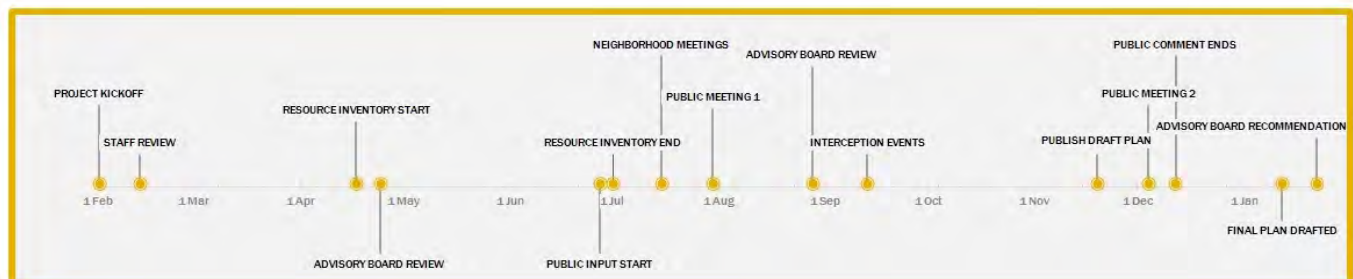 NEIGHBORHOOD MEETINGS
PUBLIC COMMENT ENDS
ADVISORY BOARD REVIEW
PROJECT KICKOFF
PUBLIC MEETING 1
PUBLIC MEETING 2
RESOURCE INVENTORY START
ADVISORY BOARD RECOMMENDATION
STAFF REVIEW
RESOURCE INVENTORY END
INTERCEPTION EVENTS
PUBLISH DRAFT PLAN
1 Feb 1 Mar 1 Apr 1 May 1 Jun 1 Jul 1 Aug 1 Sep 1 Oct 1 Nov 1 Dec 1 Jan
FINAL PLAN DRAFTED
ADVISORY BOARD REVIEW
PUBLIC INPUT START